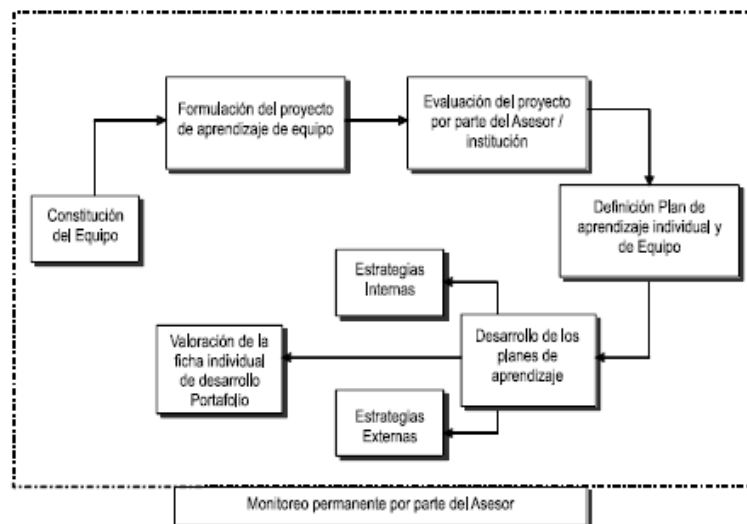 Formulación del proyecto
de aprendizaje de equipo
Evaluación del proyecto
por parte del Asesor /
institución
Constitución
del Equipo
Definición Plan de
aprendizaje individual y
de Equipo
Estrategias
Internas
Valoración de la
ficha individual
de desarrollo
Portafolio
Desarrollo de los
planes de
aprendizaje
Estrategias
Externas
Monitoreo permanente por parte del Asesor